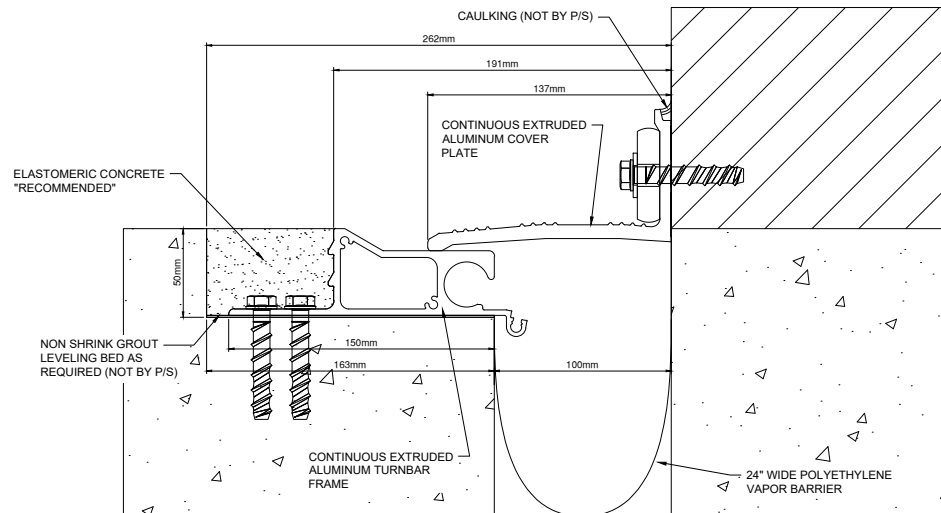 CAULKING (NOT BY P/S)
262mm
191mm
137mm
CONTINUOUS EXTRUDED
ALUMINUM COVER
PLATE
ELASTOMERIC CONCRETE
"RECOMMENDED"
50mm
NON SHRINK GROUT
LEVELING BED AS
REQUIRED (NOT BY P/S)
150mm
163mm
100mm
CONTINUOUS EXTRUDED
ALUMINUM TURNBAR
FRAME
24" WIDE POLYETHYLENE
VAPOR BARRIER